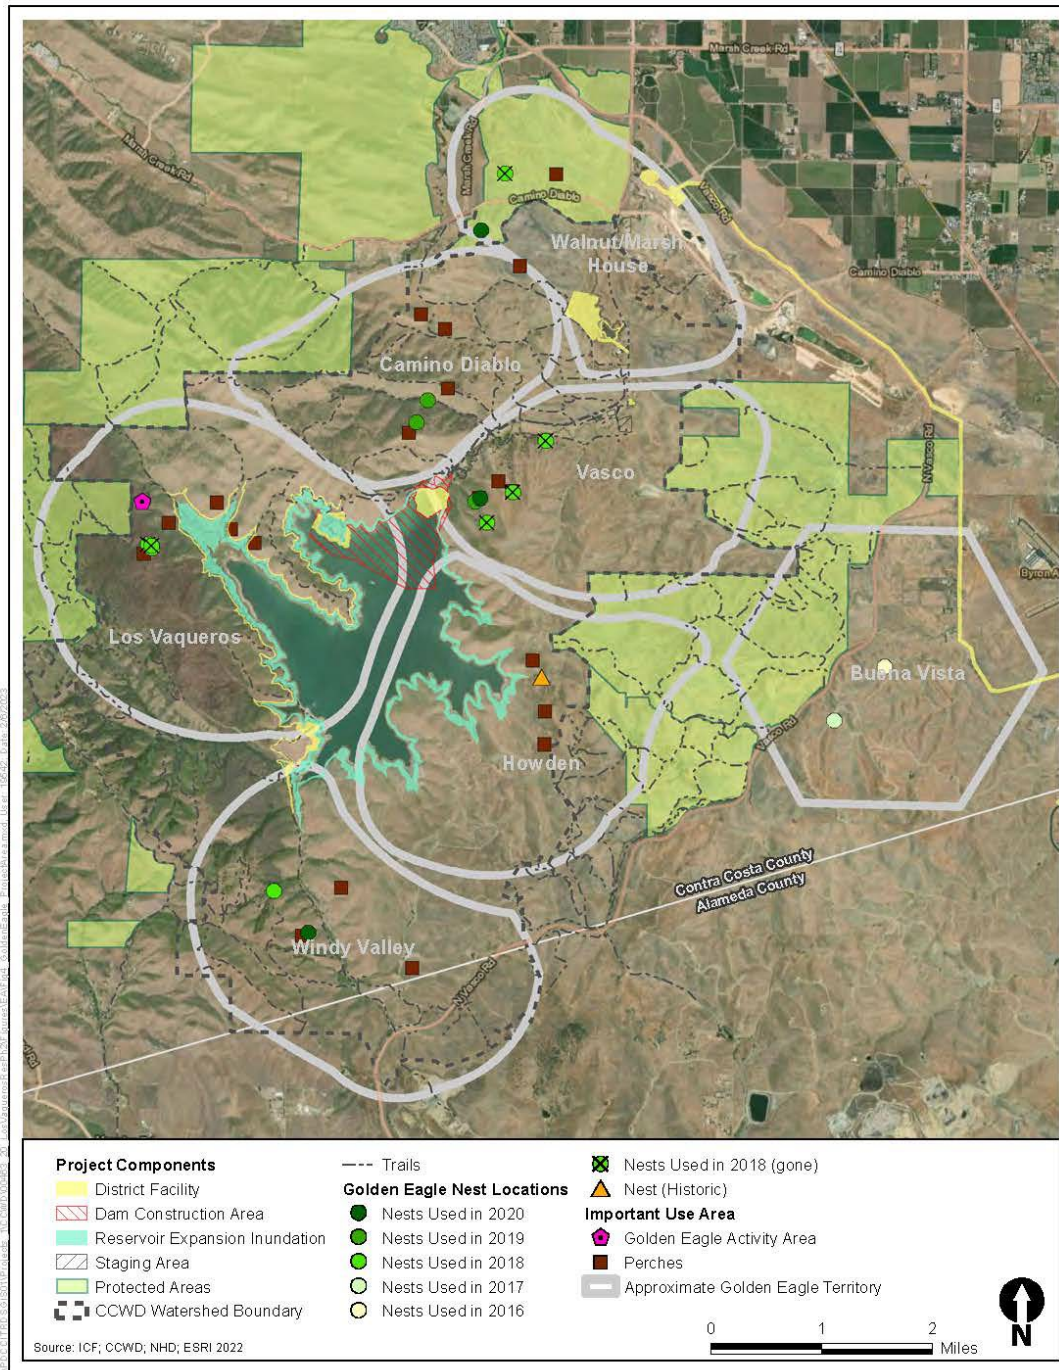 Marsh Creek Rd
4
Marsh Creek Rd
Marsh Creek Rd
Vasco Rd
4
Camino Diablo
Walnut/Marsh
House
Camino Diablo
Camino Diablo
N Vasco Rd
Vasco
Byron A
Los Vaqueros
Buena Vista
Vasco Rd
Howden
Contra Costa County
Alameda County
Windy Valley
N Vasco Rd
Project Components
District Facility
Dam Construction Area
Reservoir Expansion Inundation
Staging Area
Protected Areas
CCWD Watershed Boundary
Trails
Golden Eagle Nest Locations
Nests Used in 2020
Nests Used in 2019
Nests Used in 2018
Nests Used in 2017
Nests Used in 2016
Nests Used in 2018 (gone)
Nest (Historic)
Important Use Area
Golden Eagle Activity Area
Perches
Approximate Golden Eagle Territory
N
0 1 2
Miles
Source: ICF; CCWD; NHD; ESRI 2022